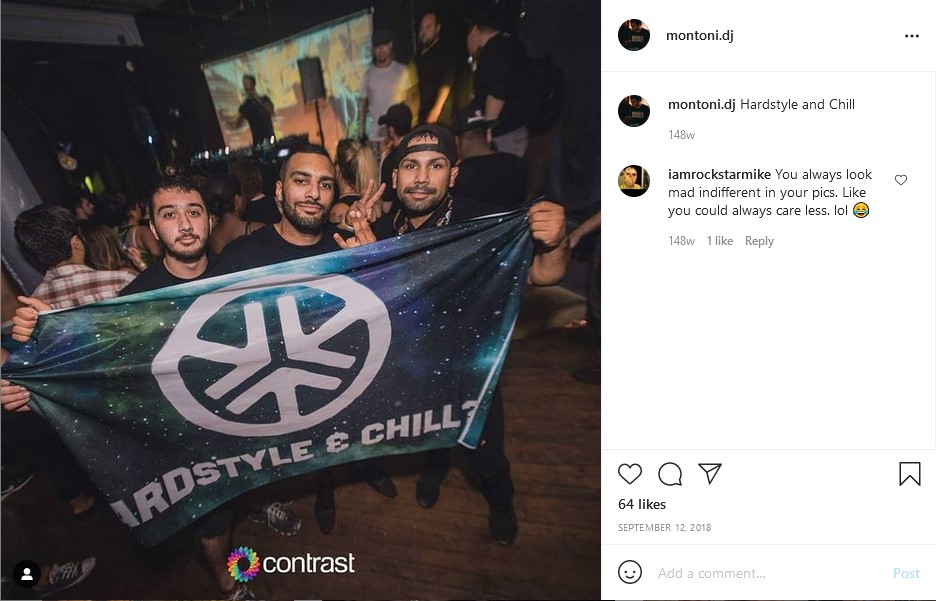 montoni.dj
montoni.dj Hardstyle and Chill
148w
iamrockstarmike You always look
mad indifferent in your pics. Like
you could always care less. lol 😂
148w 1 like Reply
ARDSTYLE & CHILL?
contrast
64 likes
SEPTEMBER 12, 2018
Add a comment... Post